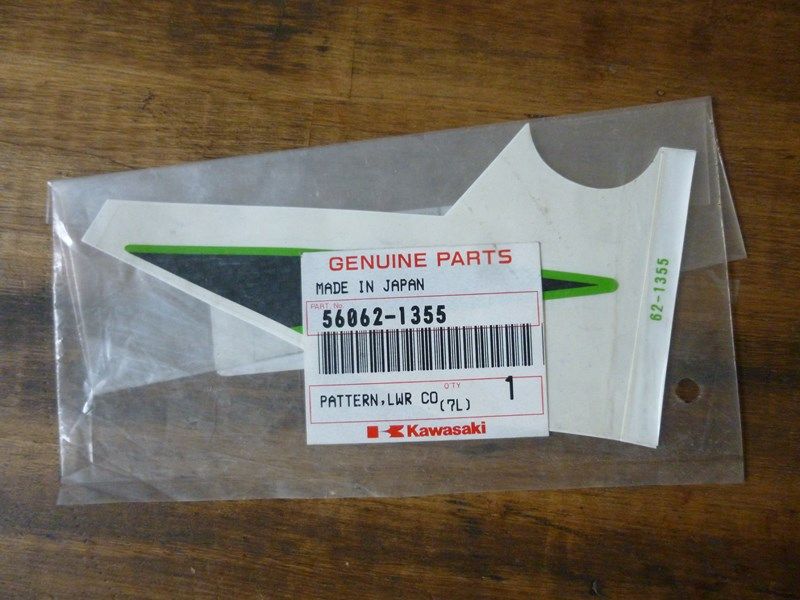 GENUINE PARTS
MADE IN JAPAN
PART. No
56062-1355
Q'TY
PATTERN,LWR CO(7L) 1
Kawasaki
62-1355